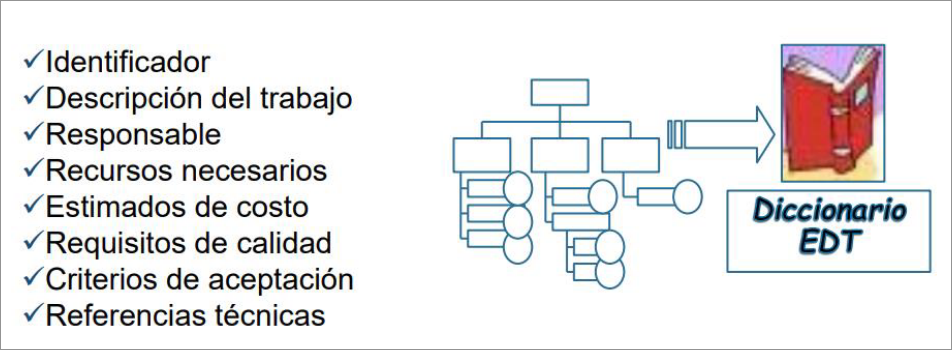 ✓Identificador
✓Descripción del trabajo
✓Responsable
✓Recursos necesarios
✓Estimados de costo
✓Requisitos de calidad
✓Criterios de aceptación
✓Referencias técnicas
Diccionario
EDT